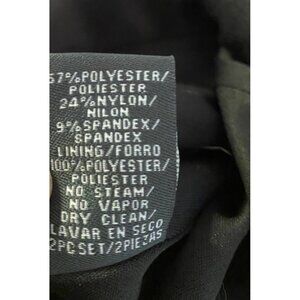 67%POLYESTER/
POLIESTER
24%NYLON/
NILON
9%SPANDEX/
SPANDEX
LINING/FORRO
100%POLYESTER/
POLIESTER
NO STEAM/
NO VAPOR
DRY CLEAN/
LAVAR EN SECO
2PC SET/2PIEZAS